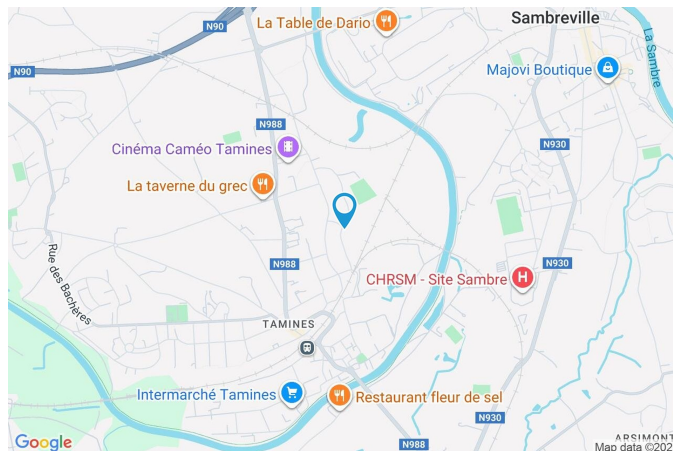 La Table de Dario
Sambreville
N90
N90
La Sambre
Majovi Boutique
N988
N930
Cinéma Caméo Tamines
La taverne du grec
Rue des Bachères
N988
N930
CHRSM - Site Sambre
H
TAMINES
Intermarché Tamines
Restaurant fleur de sel
N930
N988
ARSIMONT
Google
Map data ©202